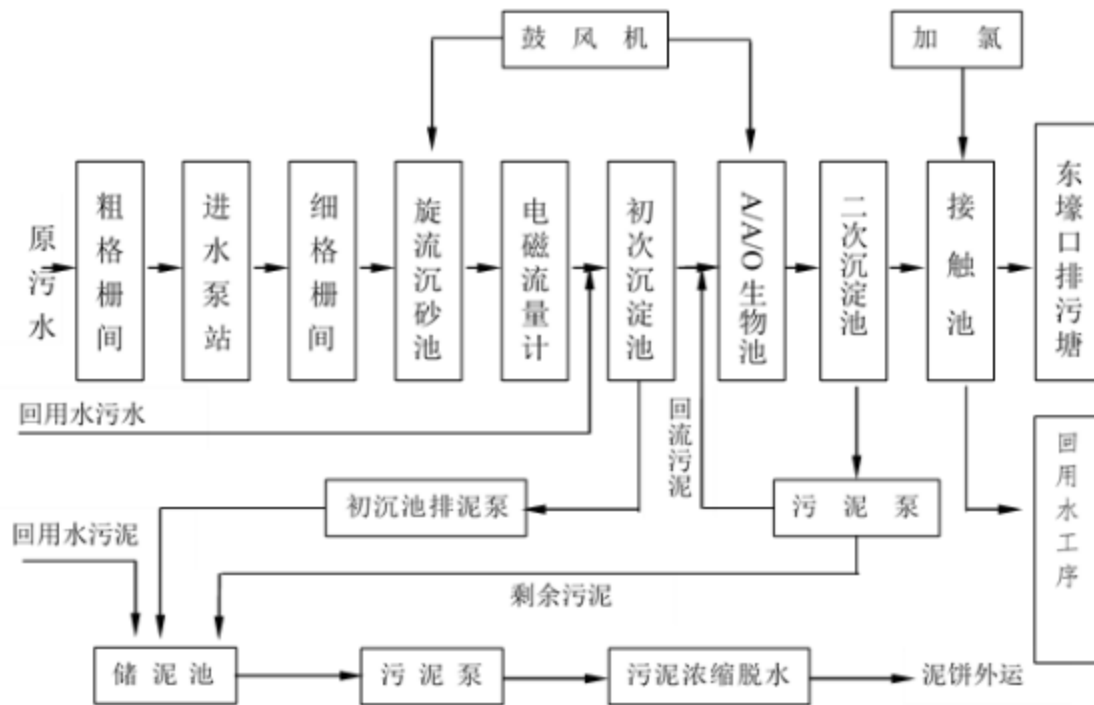 鼓风机
加氯
原污水
粗格栅间
进水泵站
细格栅间
旋流沉砂池
电磁流量计
初次沉淀池
A/A/O生物池
二次沉淀池
接触池
东壕口排污塘
回用水污水
回流污泥
回用水工序
初沉池排泥泵
污泥泵
回用水污泥
剩余污泥
储泥池
污泥泵
污泥浓缩脱水
泥饼外运